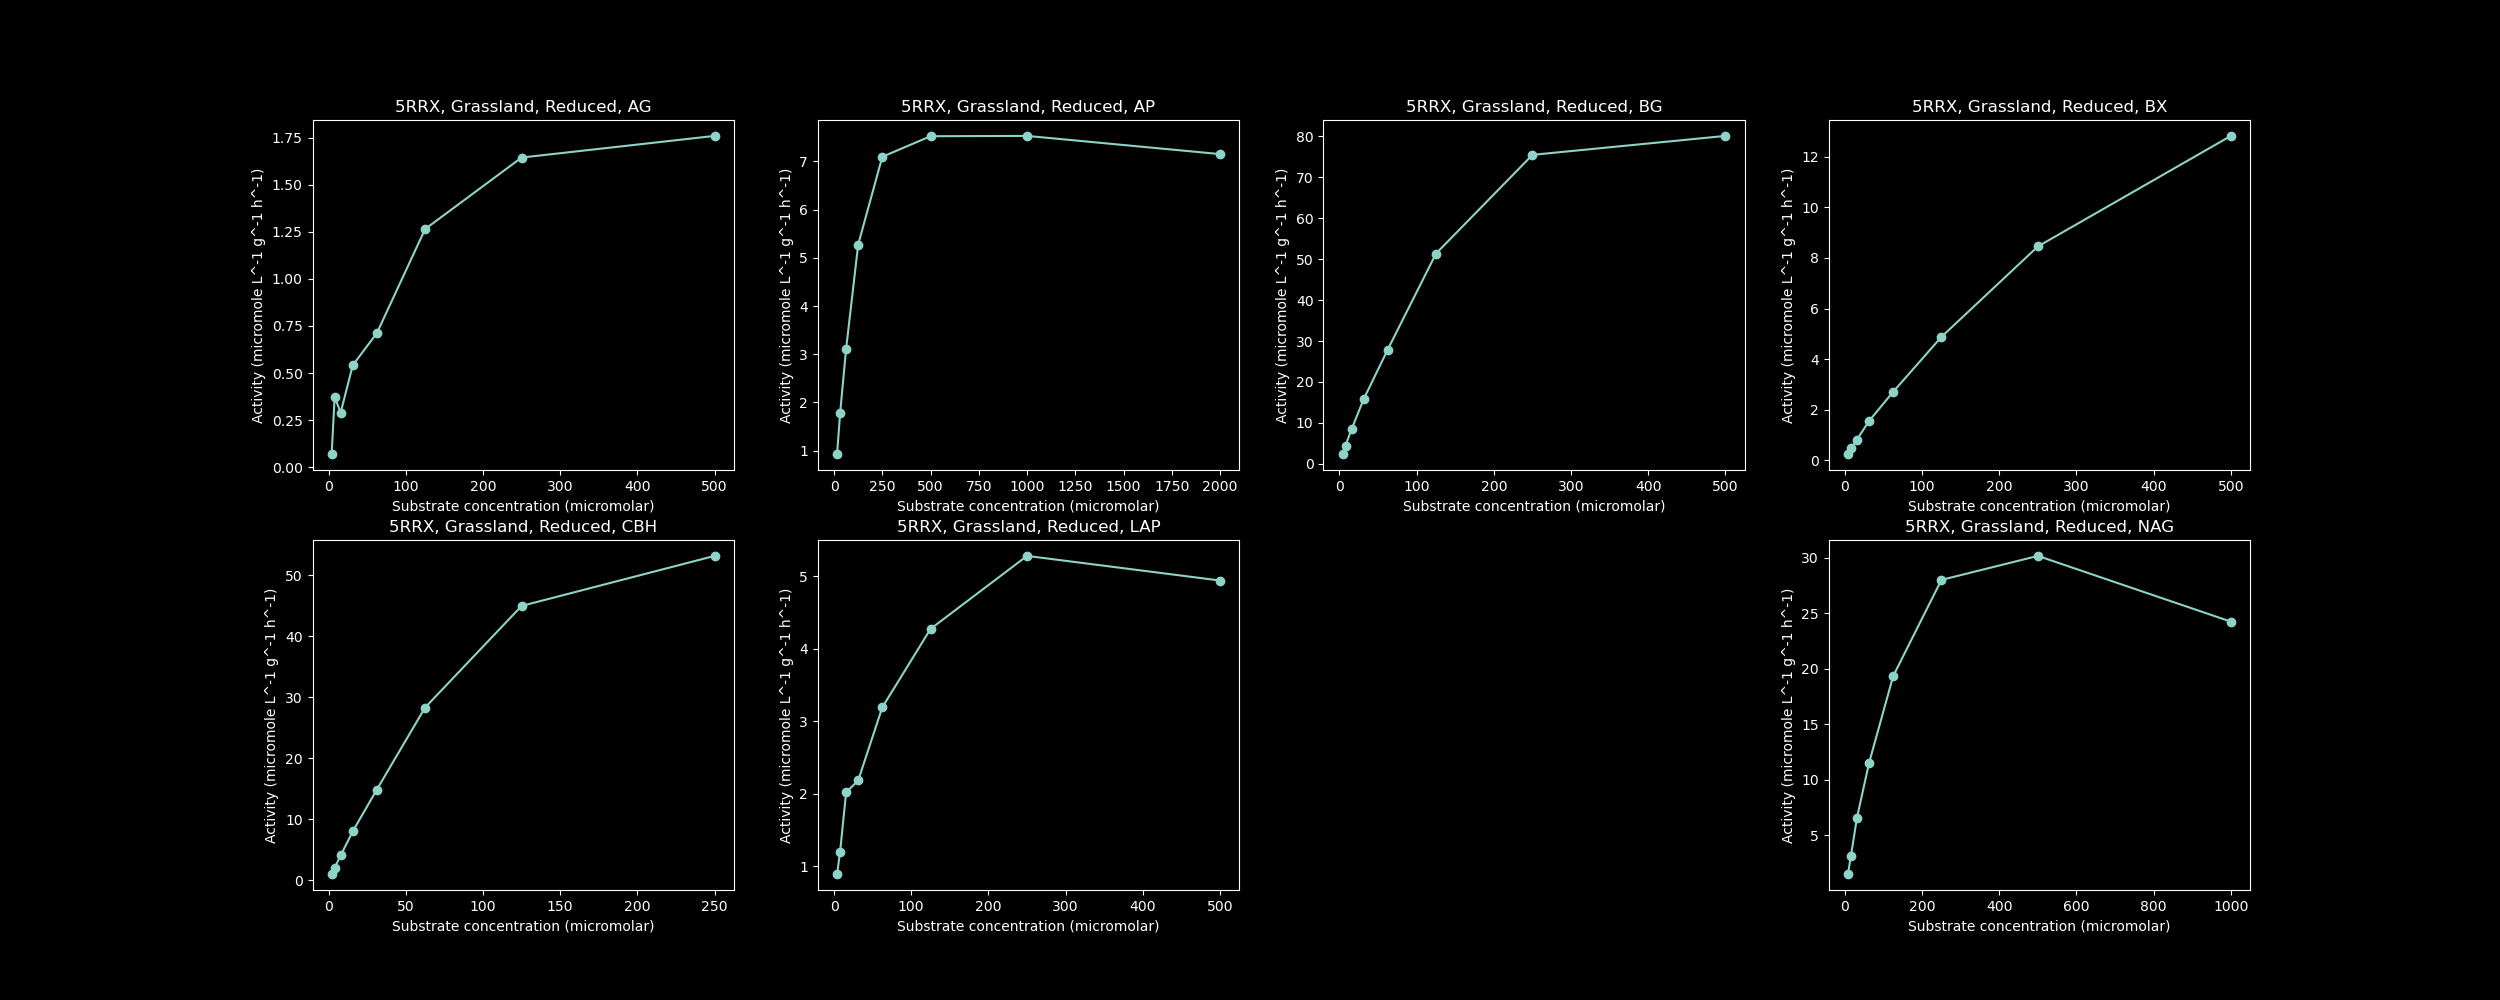 5RRX, Grassland, Reduced, AG
Activity (micromole L^-1 g^-1 h^-1)
1.75
1.50
1.25
1.00
0.75
0.50
0.25
0.00
0 100 200 300 400 500
Substrate concentration (micromolar)
5RRX, Grassland, Reduced, AP
Activity (micromole L^-1 g^-1 h^-1)
7
6
5
4
3
2
1
0 250 500 750 1000 1250 1500 1750 2000
Substrate concentration (micromolar)
5RRX, Grassland, Reduced, BG
Activity (micromole L^-1 g^-1 h^-1)
80
70
60
50
40
30
20
10
0
0 100 200 300 400 500
Substrate concentration (micromolar)
5RRX, Grassland, Reduced, BX
Activity (micromole L^-1 g^-1 h^-1)
12
10
8
6
4
2
0
0 100 200 300 400 500
Substrate concentration (micromolar)
5RRX, Grassland, Reduced, CBH
Activity (micromole L^-1 g^-1 h^-1)
50
40
30
20
10
0
0 50 100 150 200 250
Substrate concentration (micromolar)
5RRX, Grassland, Reduced, LAP
Activity (micromole L^-1 g^-1 h^-1)
5
4
3
2
1
0 100 200 300 400 500
Substrate concentration (micromolar)
5RRX, Grassland, Reduced, NAG
Activity (micromole L^-1 g^-1 h^-1)
30
25
20
15
10
5
0 200 400 600 800 1000
Substrate concentration (micromolar)